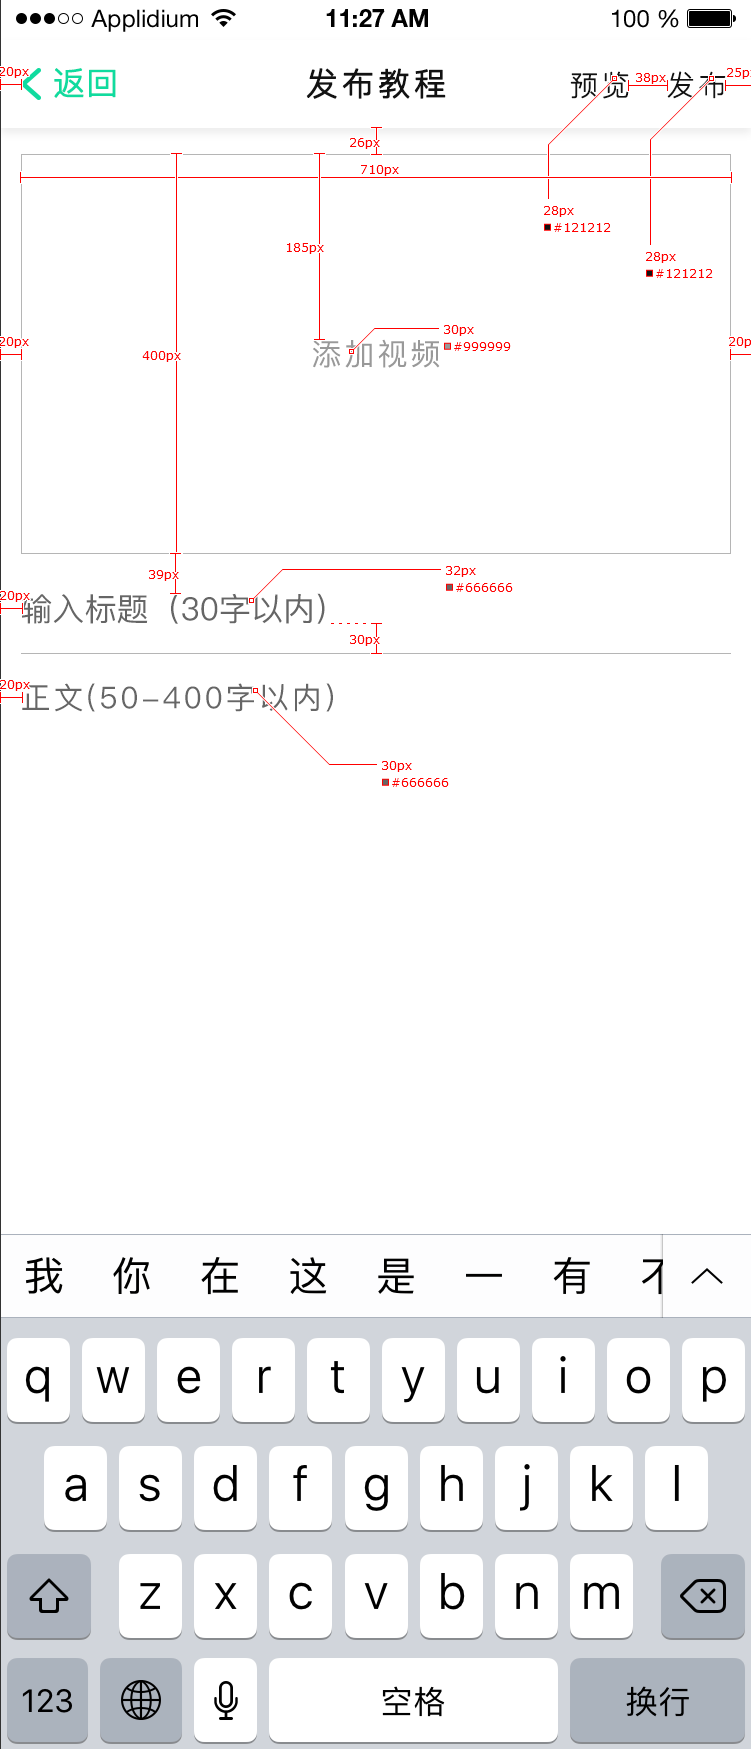 Applidium 11:27 AM 100 %
20px 返回 发布教程 预览 38px 发布 25p
26px
710px
28px
#121212
185px
28px
#121212
30px
20px 400px 添加视频 #999999 20p
39px 32px
#666666
20px 输入标题（30字以内）
30px
20px 正文(50-400字以内)
30px
#666666
我 你 在 这 是 一 有 不
q w e r t y u i o p
a s d f g h j k l
z x c v b n m
123 空格 换行